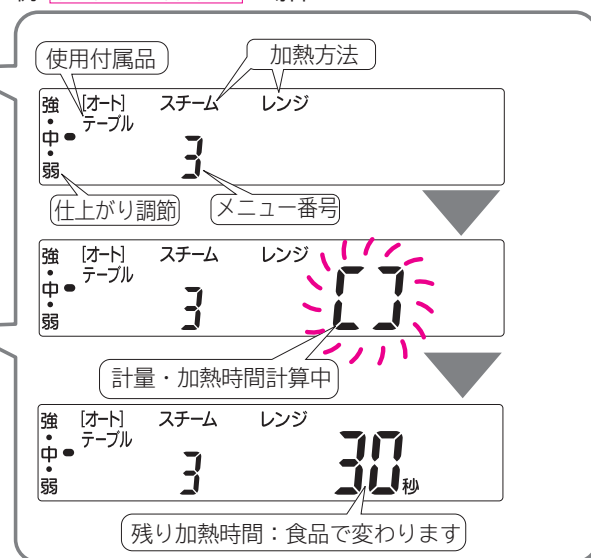 使用付属品
加熱方法
強 [オート] スチーム レンジ
・ テーブル
中
・ 3
弱
仕上がり調節 メニュー番号
強 [オート] スチーム レンジ
・ テーブル
中
・ 3
弱
計量・加熱時間計算中
強 [オート] スチーム レンジ
・ テーブル
中
・ 3 30秒
弱
残り加熱時間:食品で変わります